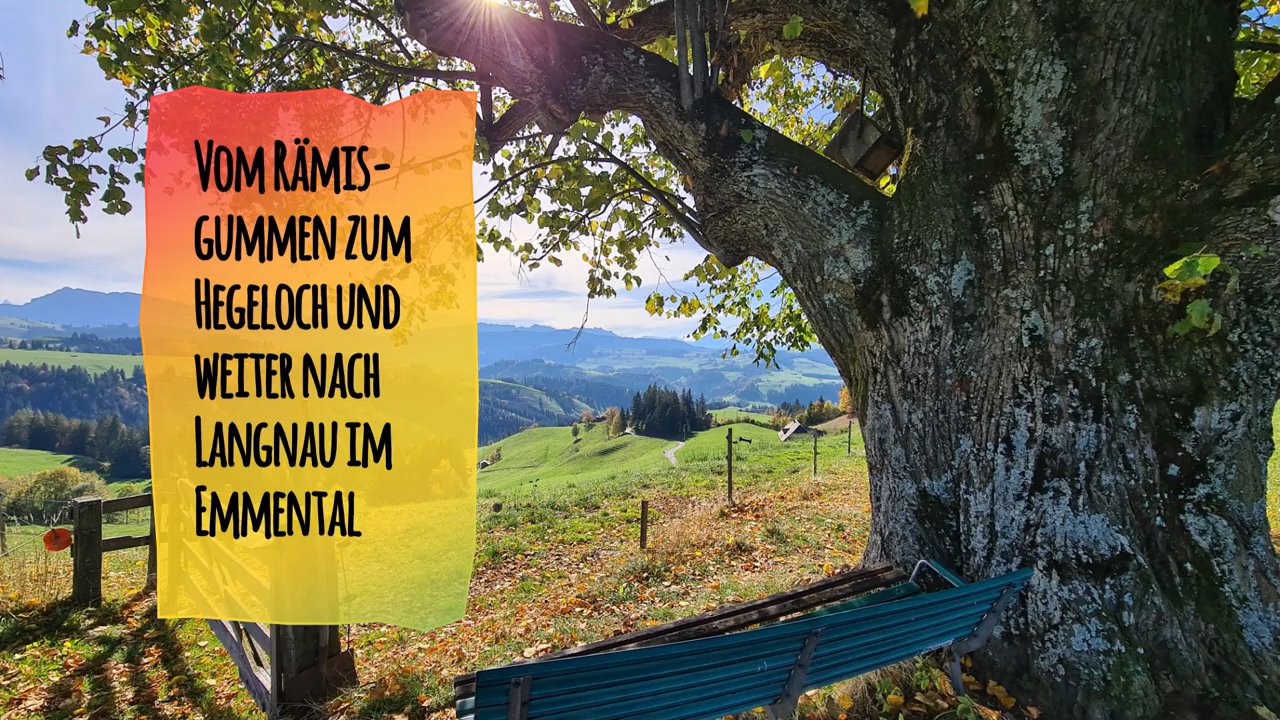 Vom Rämis-
gummen zum
Hegeloch und
weiter nach
Langnau im
Emmental